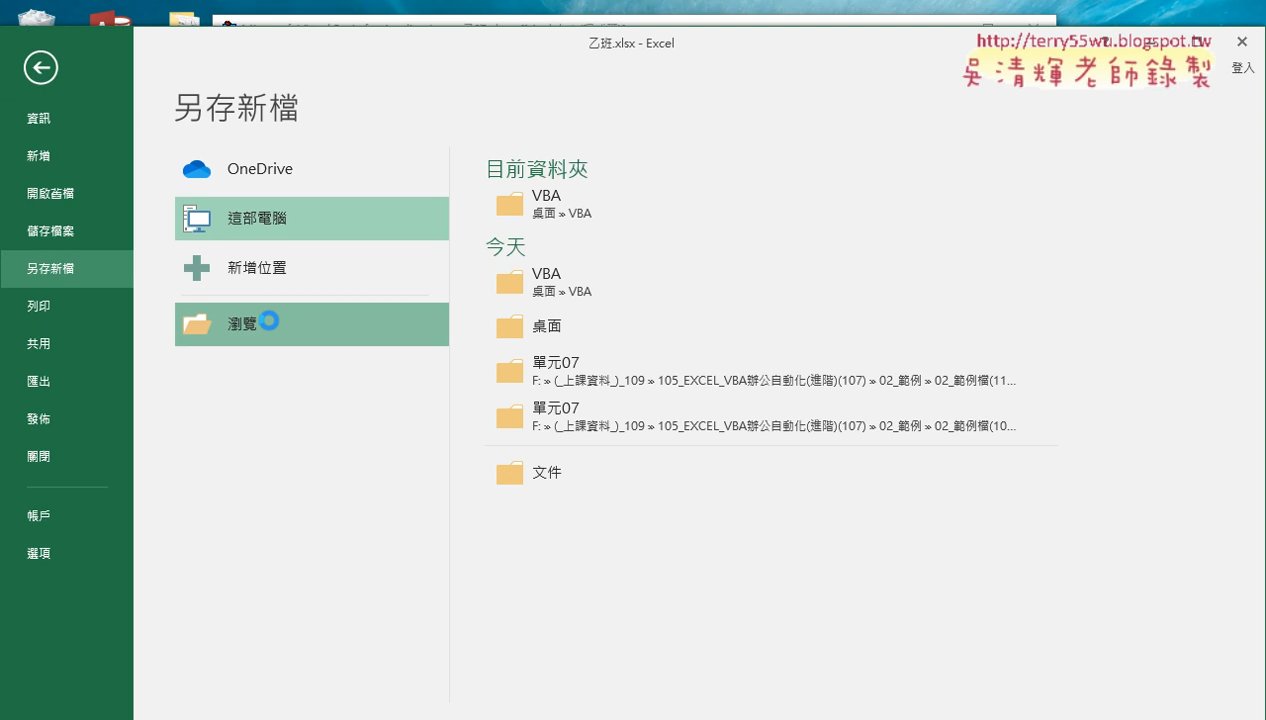 乙班.xlsx - Excel
http://terry55wu.blogspot.tw
吳清輝老師錄製
登入
資訊
新增
開啟舊檔
儲存檔案
另存新檔
列印
共用
匯出
發佈
關閉
帳戶
選項
另存新檔
OneDrive
這部電腦
新增位置
瀏覽
目前資料夾
VBA
桌面 » VBA
今天
VBA
桌面 » VBA
桌面
單元07
F: » (_上課資料_)_109 » 105_EXCEL_VBA辦公自動化(進階)(107) » 02_範例 » 02_範例檔(11...
單元07
F: » (_上課資料_)_109 » 105_EXCEL_VBA辦公自動化(進階)(107) » 02_範例 » 02_範例檔(10...
文件